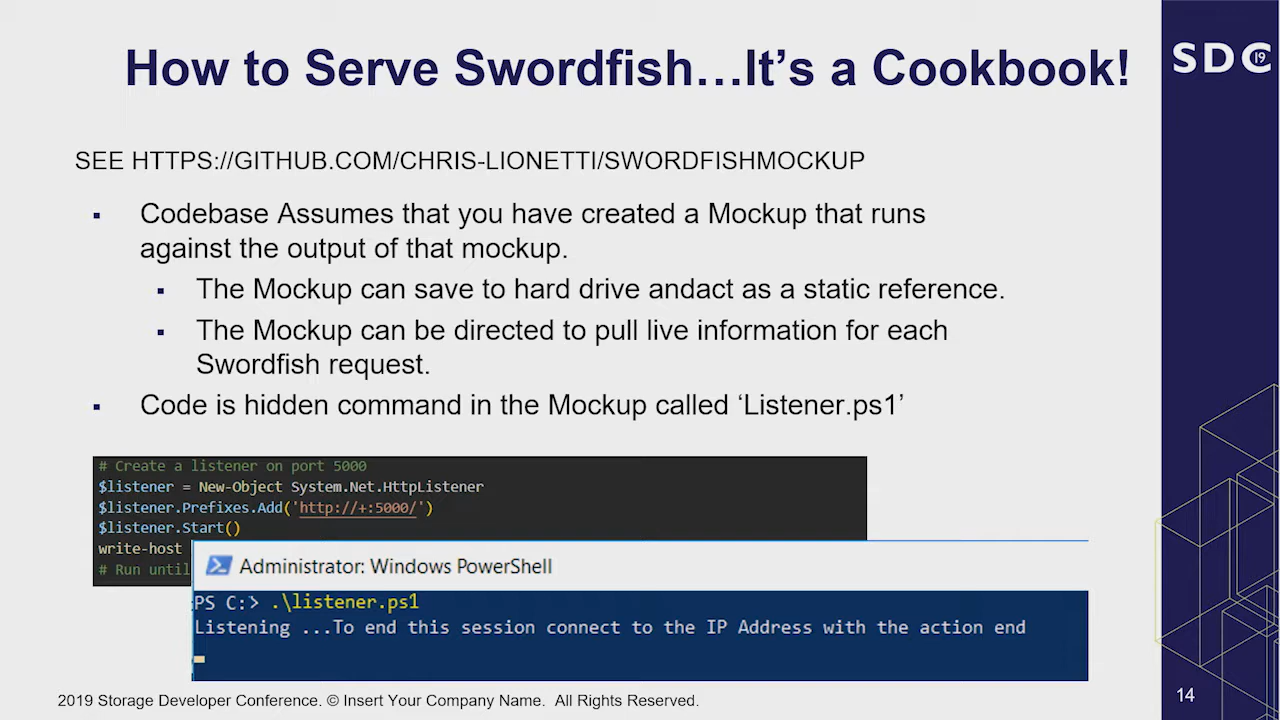 How to Serve Swordfish…It's a Cookbook!
SDC 19
SEE HTTPS://GITHUB.COM/CHRIS-LIONETTI/SWORDFISHMOCKUP
▪ Codebase Assumes that you have created a Mockup that runs
against the output of that mockup.
▪ The Mockup can save to hard drive andact as a static reference.
▪ The Mockup can be directed to pull live information for each
Swordfish request.
▪ Code is hidden command in the Mockup called ‘Listener.ps1’
# Create a listener on port 5000
$listener = New-Object System.Net.HttpListener
$listener.Prefixes.Add('http://+:5000/')
$listener.Start()
write-host
# Run until
Administrator: Windows PowerShell
PS C:> .\listener.ps1
Listening ...To end this session connect to the IP Address with the action end
2019 Storage Developer Conference. © Insert Your Company Name. All Rights Reserved.
14